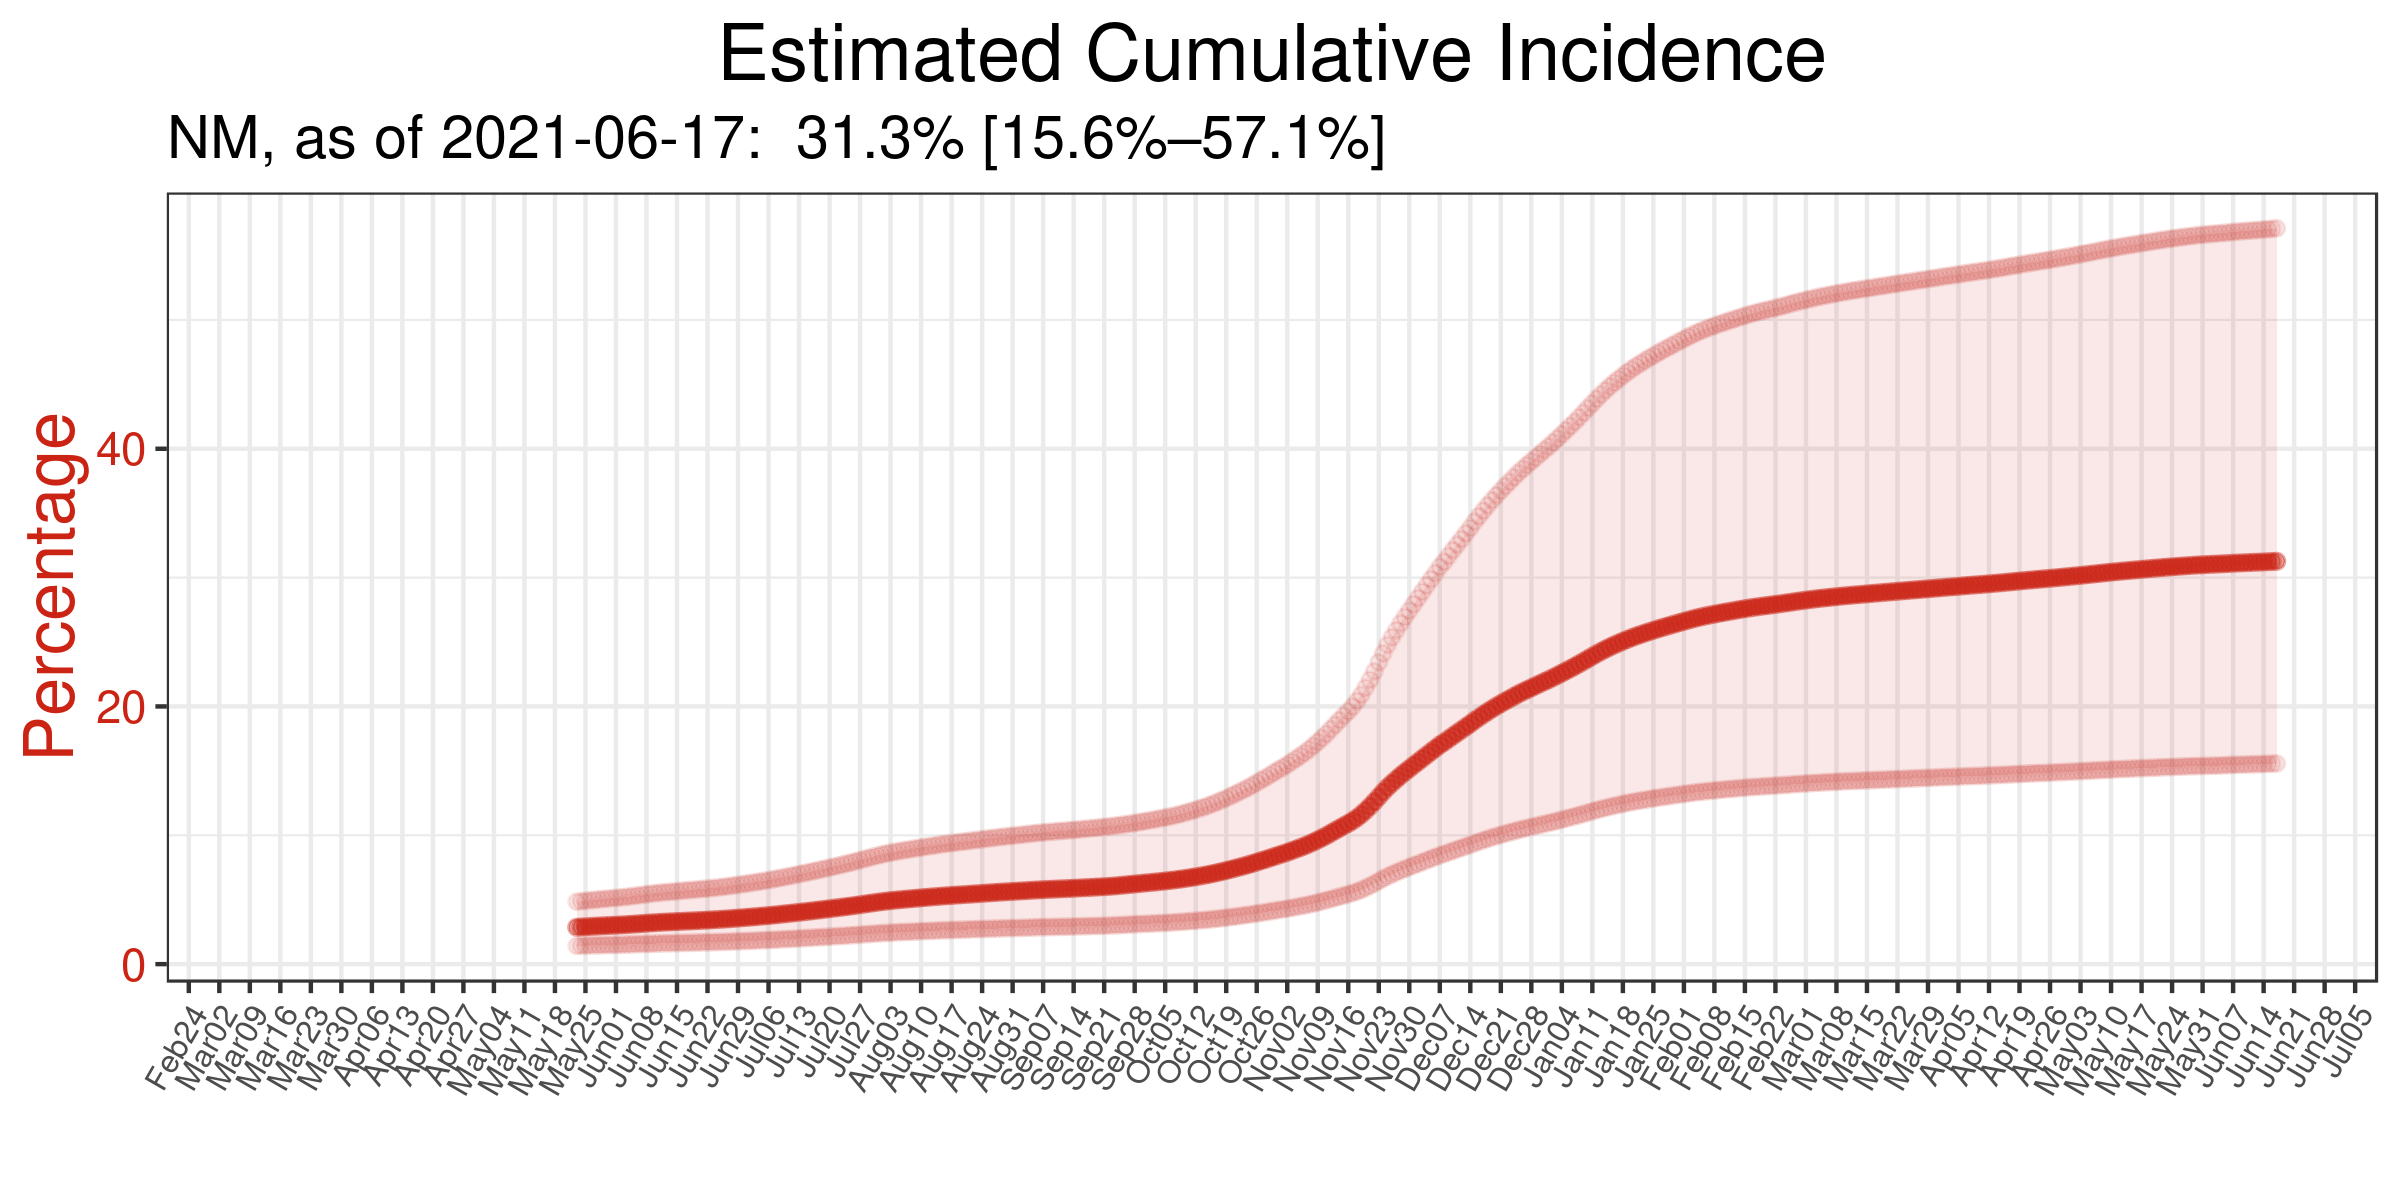 Estimated Cumulative Incidence
NM, as of 2021-06-17:  31.3% [15.6%–57.1%]
Percentage
40
20
0
Feb24
Mar02
Mar09
Mar16
Mar23
Mar30
Apr06
Apr13
Apr20
Apr27
May04
May11
May18
May25
Jun01
Jun08
Jun15
Jun22
Jun29
Jul06
Jul13
Jul20
Jul27
Aug03
Aug10
Aug17
Aug24
Aug31
Sep07
Sep14
Sep21
Sep28
Oct05
Oct12
Oct19
Oct26
Nov02
Nov09
Nov16
Nov23
Nov30
Dec07
Dec14
Dec21
Dec28
Jan04
Jan11
Jan18
Jan25
Feb01
Feb08
Feb15
Feb22
Mar01
Mar08
Mar15
Mar22
Mar29
Apr05
Apr12
Apr19
Apr26
May03
May10
May17
May24
May31
Jun07
Jun14
Jun21
Jun28
Jul05